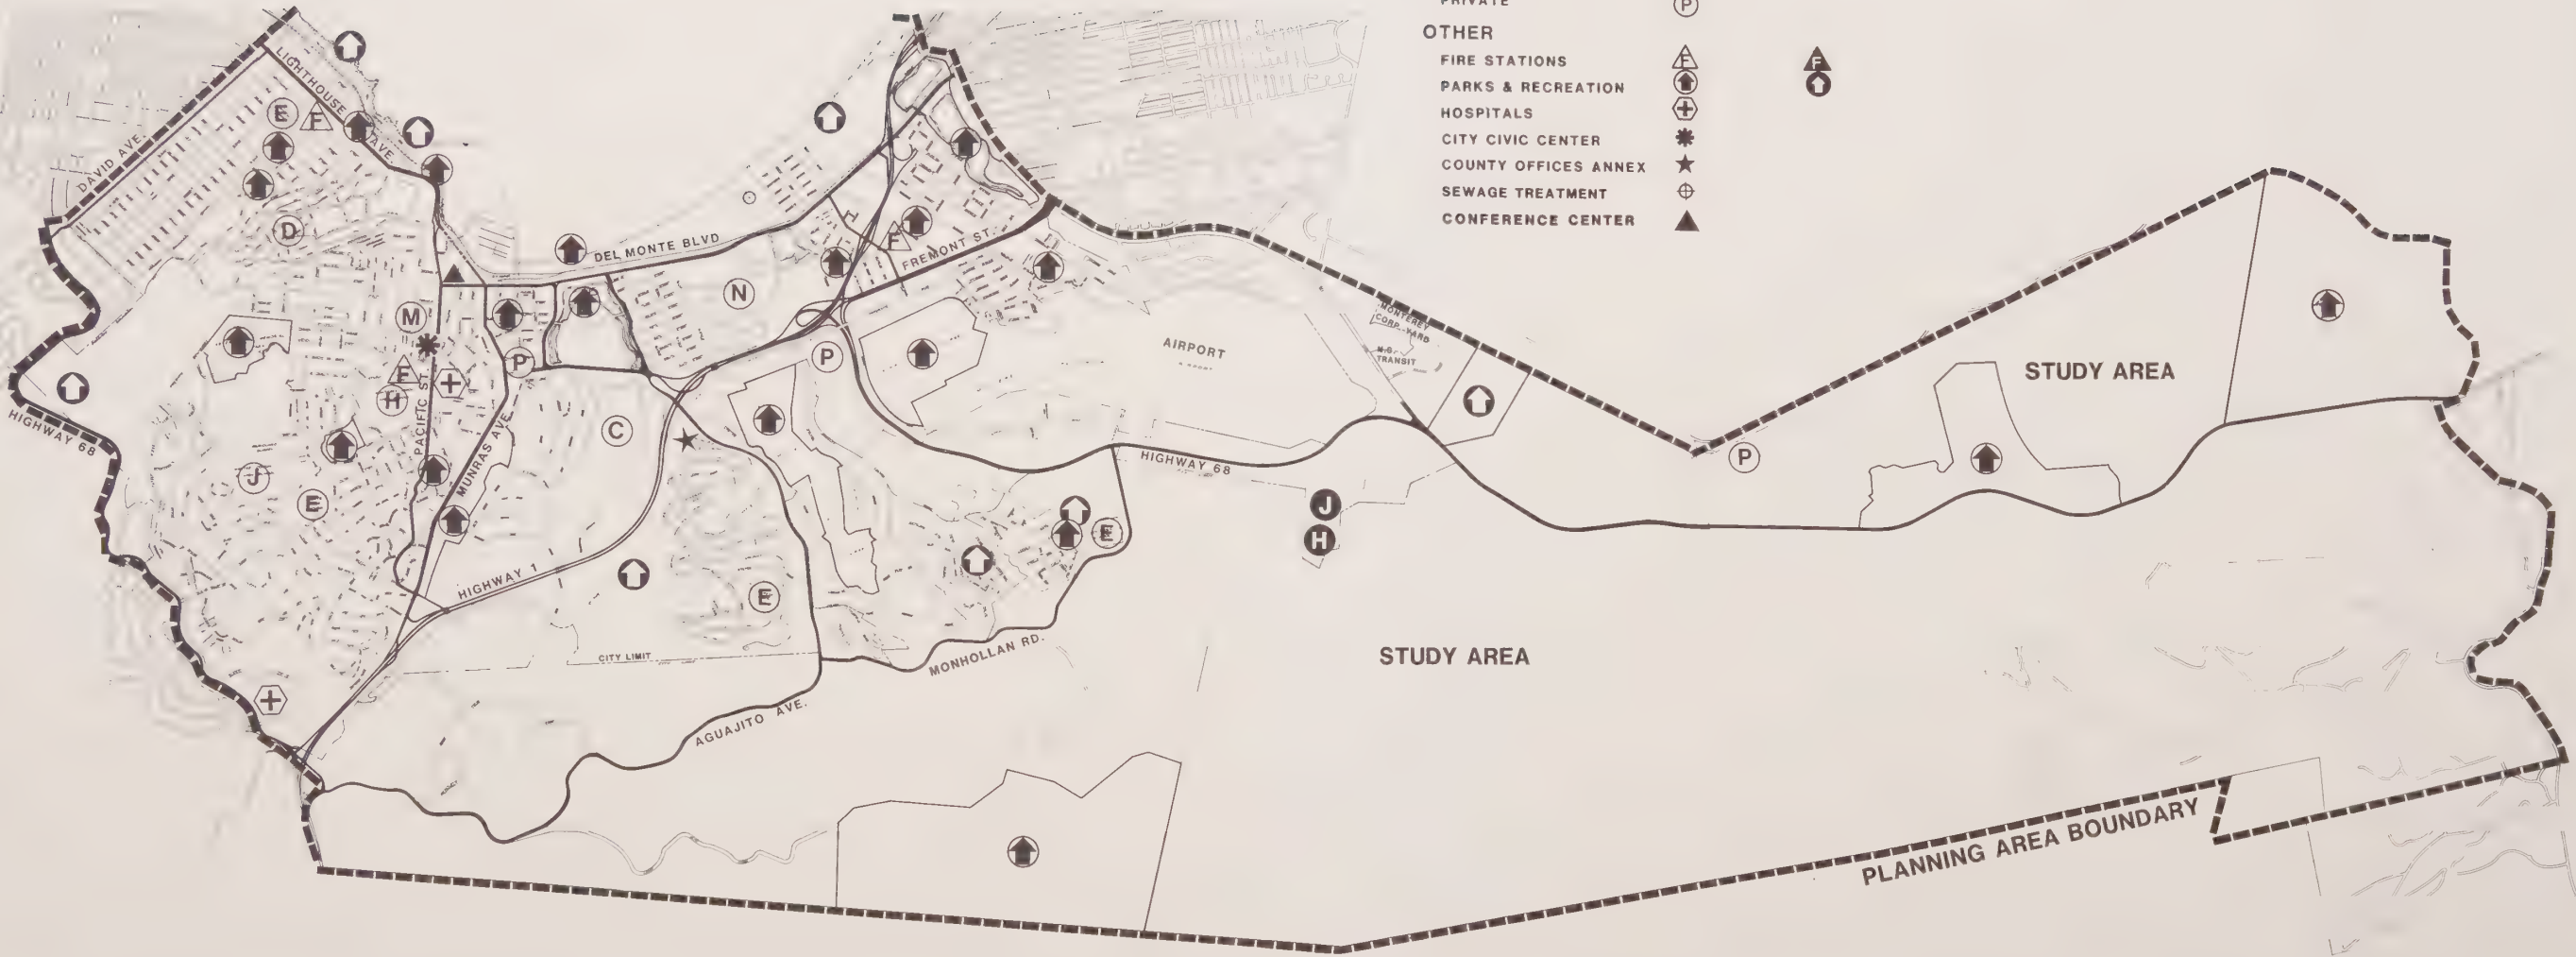 PRIVATE P
OTHER
FIRE STATIONS F F
PARKS & RECREATION
HOSPITALS
CITY CIVIC CENTER
COUNTY OFFICES ANNEX
SEWAGE TREATMENT
CONFERENCE CENTER
LIGHTHOUSE AVE.
DAVID AVE.
E F
D
DEL MONTE BLVD
F
FREMONT ST.
N
M
P
P
AIRPORT
MONTEREY
CORP. YARD
TRANSIT
STUDY AREA
F
H
PACIFIC ST.
MUNRAS AVE.
HIGHWAY 68
C
HIGHWAY 68
P
J
E
J
H
E
HIGHWAY 1
E
CITY LIMIT
MONHOLLAN RD.
STUDY AREA
AGUAJITO AVE.
PLANNING AREA BOUNDARY